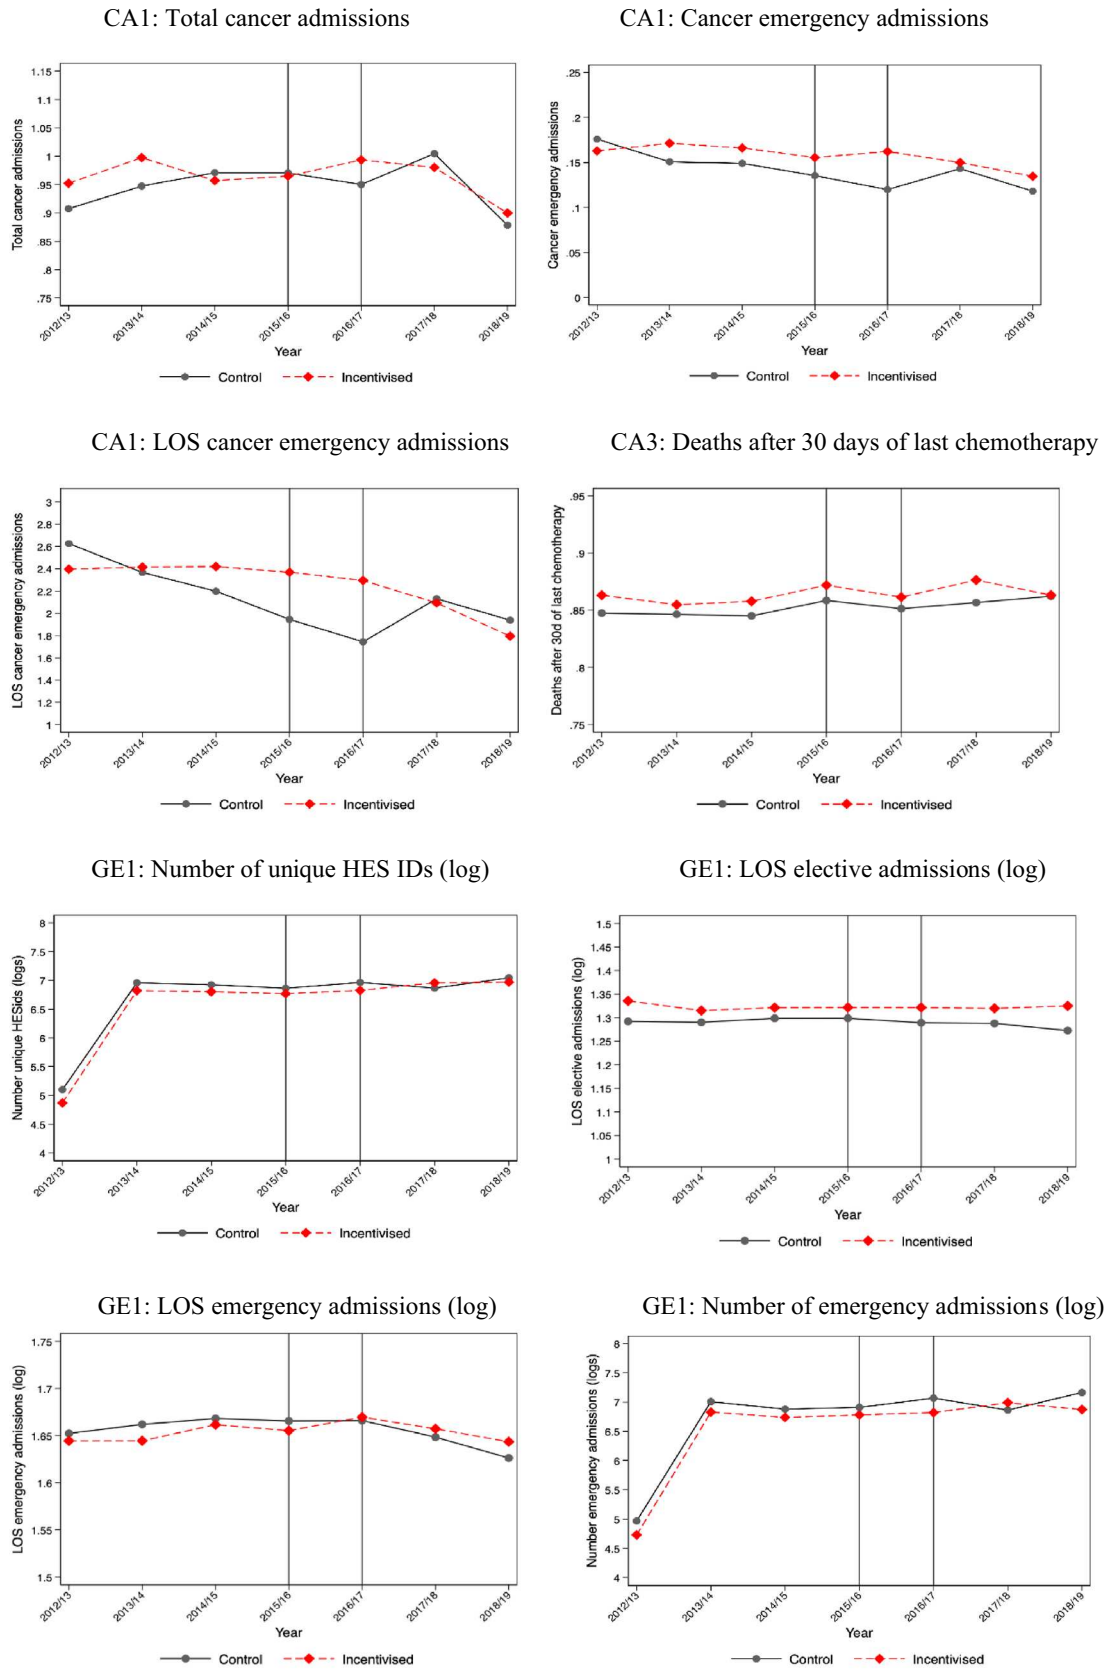 CA1: Total cancer admissions
Total cancer admissions
1.15
1.1
1.05
1
.95
.9
.85
.8
.75
2012/13 2013/14 2014/15 2015/16 2016/17 2017/18 2018/19
Year
Control Incentivised
CA1: Cancer emergency admissions
Cancer emergency admissions
.25
.2
.15
.1
.05
0
2012/13 2013/14 2014/15 2015/16 2016/17 2017/18 2018/19
Year
Control Incentivised
CA1: LOS cancer emergency admissions
LOS cancer emergency admissions
3
2.8
2.6
2.4
2.2
2
1.8
1.6
1.4
1.2
1
2012/13 2013/14 2014/15 2015/16 2016/17 2017/18 2018/19
Year
Control Incentivised
CA3: Deaths after 30 days of last chemotherapy
Deaths after 30d of last chemotherapy
.95
.9
.85
.8
.75
2012/13 2013/14 2014/15 2015/16 2016/17 2017/18 2018/19
Year
Control Incentivised
GE1: Number of unique HES IDs (log)
Number unique HESids (logs)
8
7.5
7
6.5
6
5.5
5
4.5
4
2012/13 2013/14 2014/15 2015/16 2016/17 2017/18 2018/19
Year
Control Incentivised
GE1: LOS elective admissions (log)
LOS elective admissions (log)
1.5
1.45
1.4
1.35
1.3
1.25
1.2
1.15
1.1
1.05
1
2012/13 2013/14 2014/15 2015/16 2016/17 2017/18 2018/19
Year
Control Incentivised
GE1: LOS emergency admissions (log)
LOS emergency admissions (log)
1.75
1.7
1.65
1.6
1.55
1.5
2012/13 2013/14 2014/15 2015/16 2016/17 2017/18 2018/19
Year
Control Incentivised
GE1: Number of emergency admissions (log)
Number emergency admissions (logs)
8
7.5
7
6.5
6
5.5
5
4.5
4
2012/13 2013/14 2014/15 2015/16 2016/17 2017/18 2018/19
Year
Control Incentivised